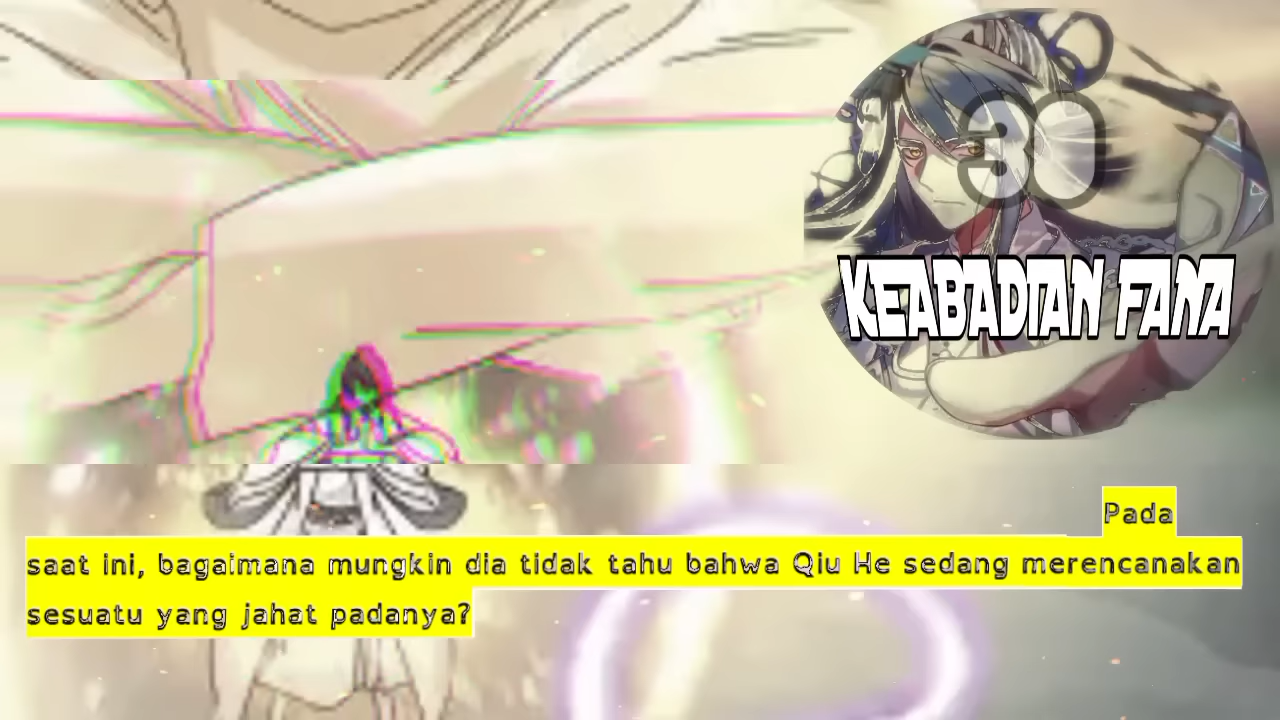 30
KEABADIAN FANA
Pada
saat ini, bagaimana mungkin dia tidak tahu bahwa Qiu He sedang merencanakan
sesuatu yang jahat padanya?